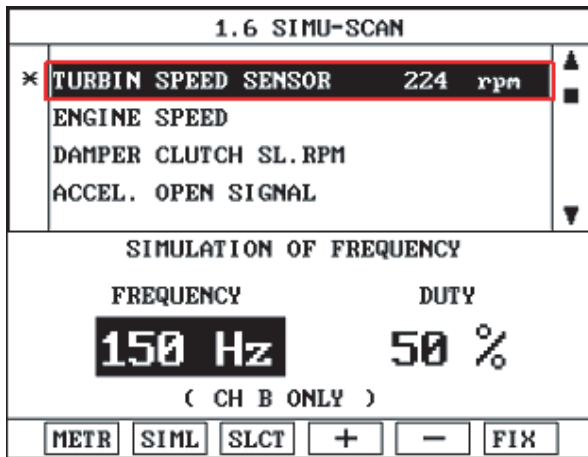 1.6 SIMU-SCAN
* TURBIN SPEED SENSOR 224 rpm
ENGINE SPEED
DAMPER CLUTCH SL.RPM
ACCEL. OPEN SIGNAL
SIMULATION OF FREQUENCY
FREQUENCY DUTY
150 Hz 50 %
( CH B ONLY )
METR SIML SLCT + - FIX